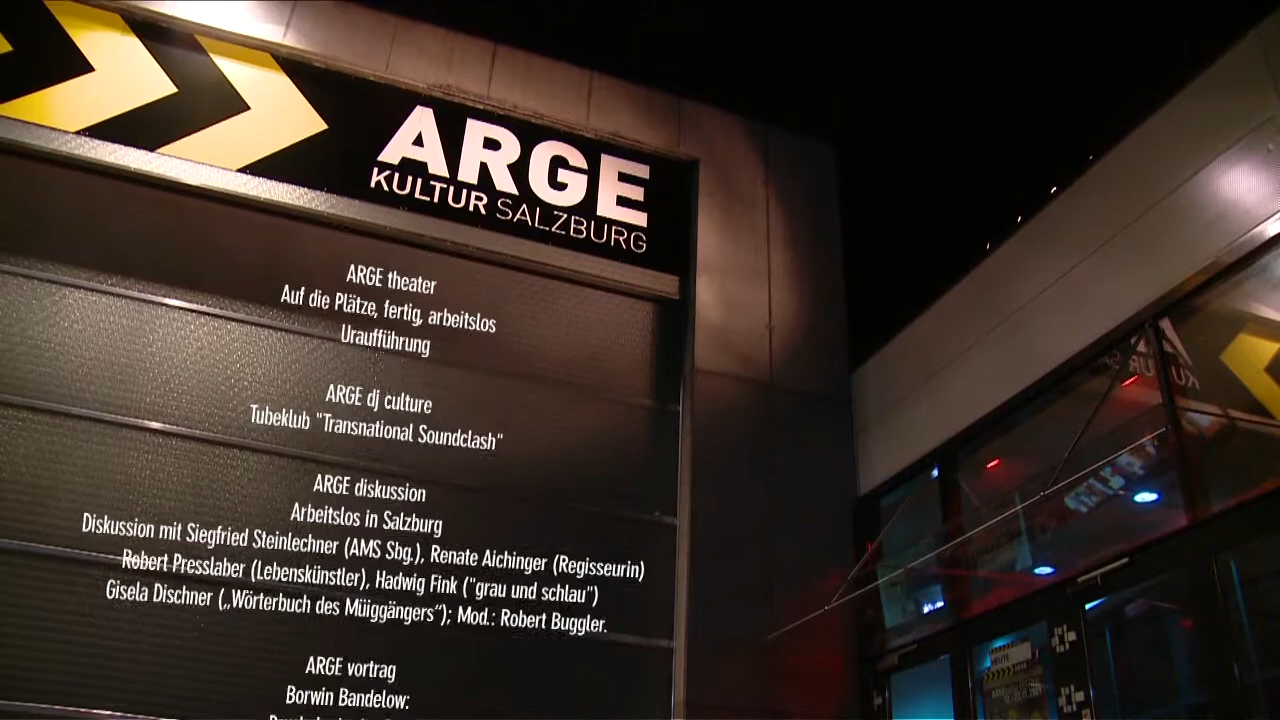 ARGE
KULTUR SALZBURG
ARGE theater
Auf die Plätze, fertig, arbeitslos
Uraufführung
ARGE dj culture
Tubeklub "Transnational Soundclash"
ARGE diskussion
Arbeitslos in Salzburg
Diskussion mit Siegfried Steinlechner (AMS Sbg.), Renate Aichinger (Regisseurin)
Robert Presslaber (Lebenskünstler), Hadwig Fink ("grau und schlau")
Gisela Dischner („Wörterbuch des Müiggängers“); Mod.: Robert Buggler.
ARGE vortrag
Borwin Bandelow:
HEUTE